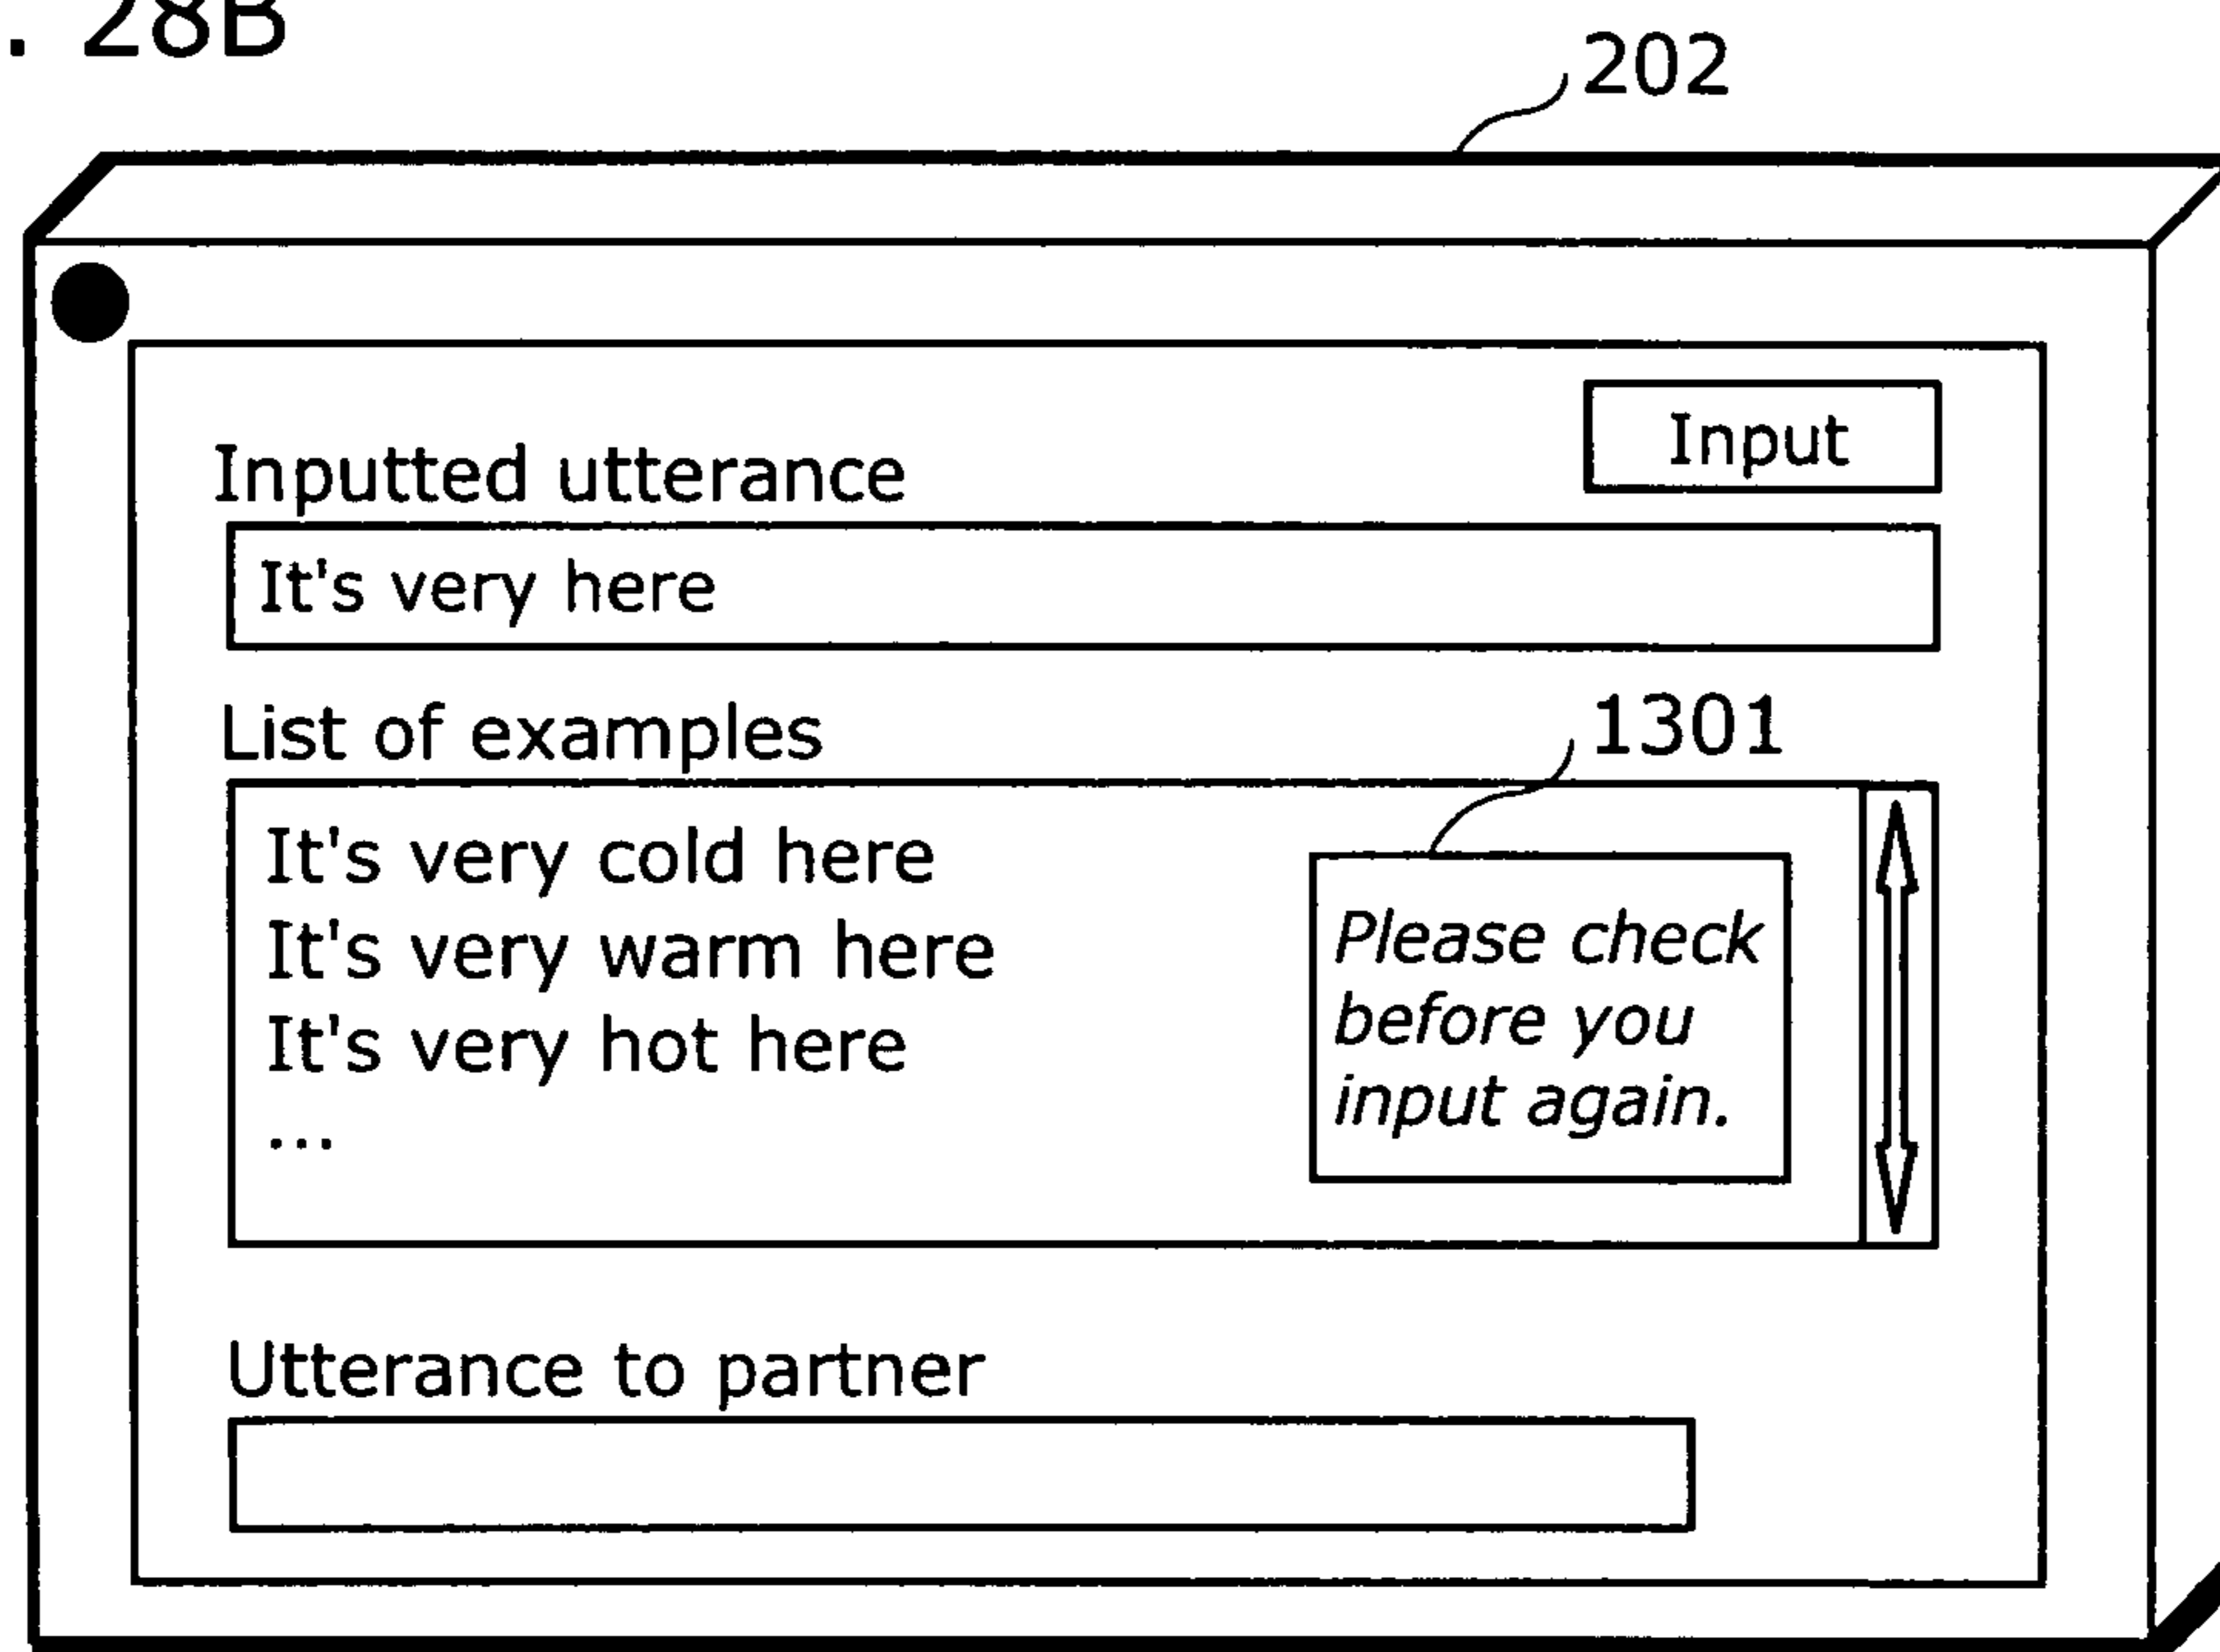 . 28B
202
Input
Inputted utterance
It's very here
List of examples
1301
It's very cold here
It's very warm here
It's very hot here
...
Please check
before you
input again.
Utterance to partner